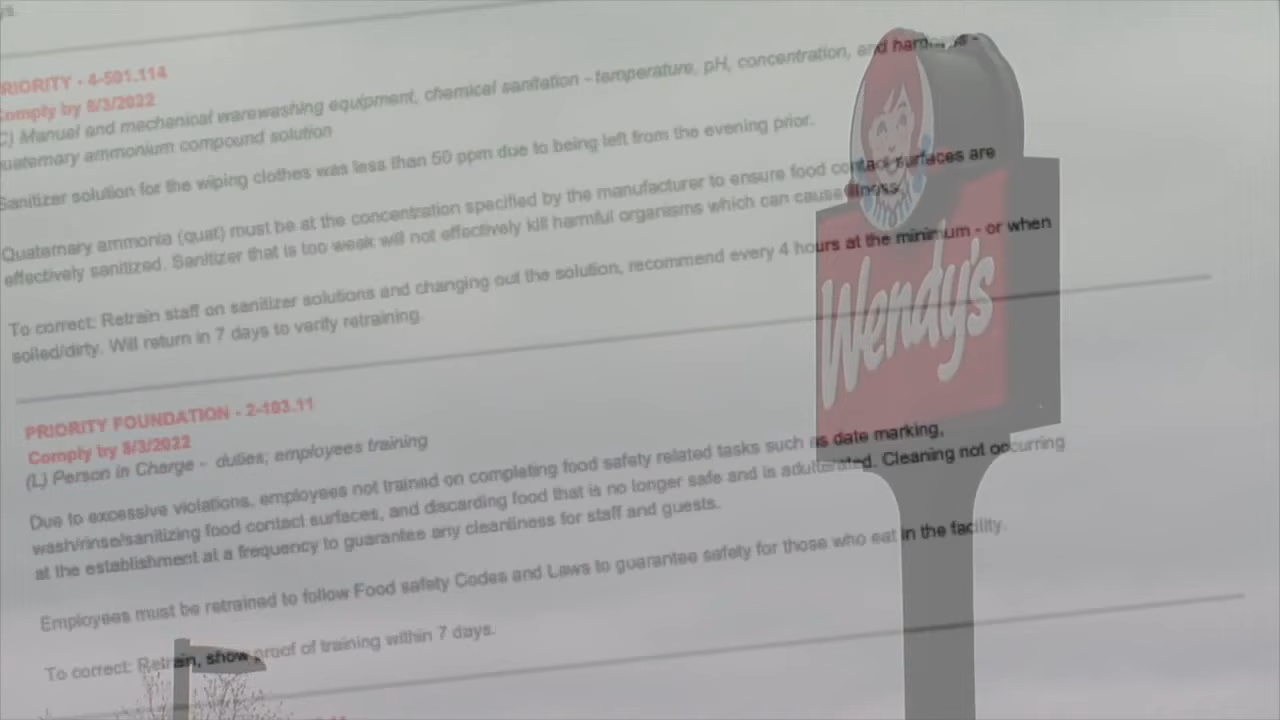 PRIORITY - 4-501.114
Comply by 8/3/2022
(C) Manual and mechanical warewashing equipment, chemical sanitation - temperature, pH, concentration, and hardness -
quaternary ammonium compound solution
Sanitizer solution for the wiping clothes was less than 50 ppm due to being left from the evening prior.
Quaternary ammonia (quat) must be at the concentration specified by the manufacturer to ensure food contact surfaces are
effectively sanitized. Sanitizer that is too weak will not effectively kill harmful organisms which can cause illness.
To correct: Retrain staff on sanitizer solutions and changing out the solution, recommend every 4 hours at the minimum - or when
soiled/dirty. Will return in 7 days to verify retraining.
Wendy's
PRIORITY FOUNDATION - 2-103.11
Comply by 8/3/2022
(L) Person in Charge - duties; employees training
Due to excessive violations, employees not trained on completing food safety related tasks such as date marking,
wash/rinse/sanitizing food contact surfaces, and discarding food that is no longer safe and is adulterated. Cleaning not occurring
at the establishment at a frequency to guarantee any cleanliness for staff and guests.
Employees must be retrained to follow Food safety Codes and Laws to guarantee safety for those who eat in the facility.
To correct: Retrain, show proof of training within 7 days.